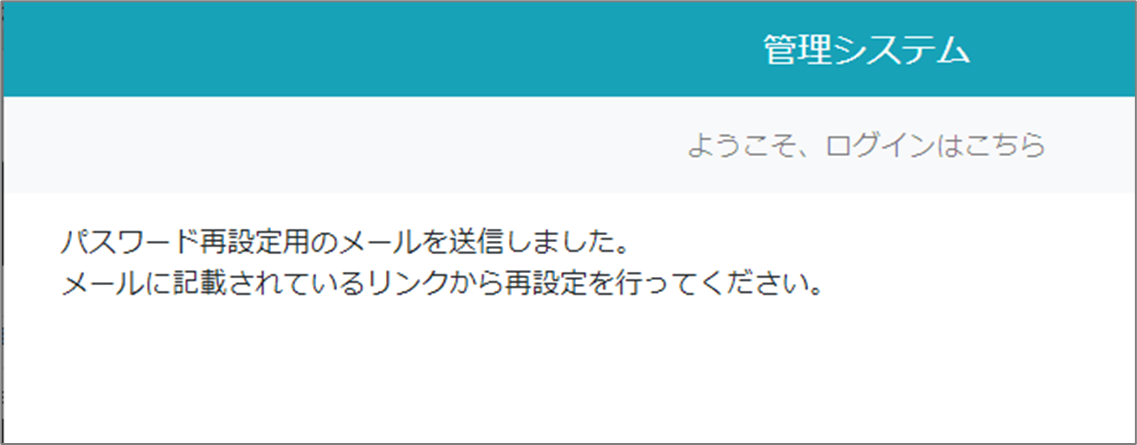 管理システム
ようこそ、ログインはこちら
パスワード再設定用のメールを送信しました。
メールに記載されているリンクから再設定を行ってください。